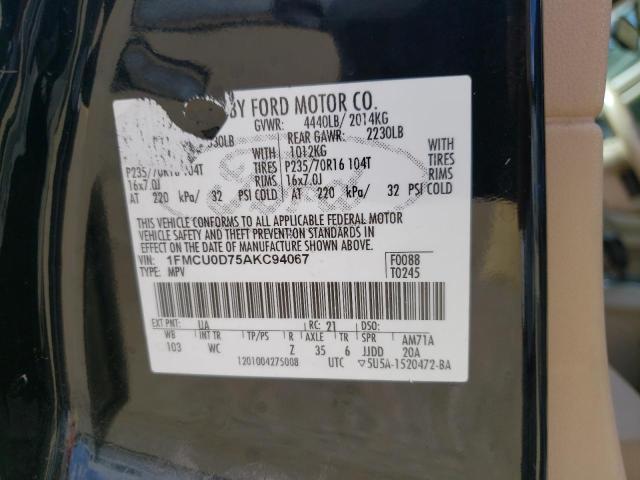 BY FORD MOTOR CO.
GVWR: 4440LB/ 2014KG
30LB REAR GAWR: 2230LB
WITH 1012KG
P235/70R16 104T TIRES P235/70R16 104T TIRES
16x7.0J RIMS 16x7.0J RIMS
AT 220 kPa/ 32 PSI COLD AT 220 kPa/ 32 PSI COLD
THIS VEHICLE CONFORMS TO ALL APPLICABLE FEDERAL MOTOR
VEHICLE SAFETY AND THEFT PREVENTION STANDARDS IN
EFFECT ON THE DATE OF MANUFACTURE SHOWN ABOVE.
VIN: 1FMCU0D75AKC94067 F0088
TYPE: MPV T0245
EXT PNT: UA RC: 21 DSO:
WB INT TR TP/PS R AXLE TR SPR AM71A
103 WC Z 35 6 JJDD 20A
1201004275008 UTC ▽5U5A-1520472-BA